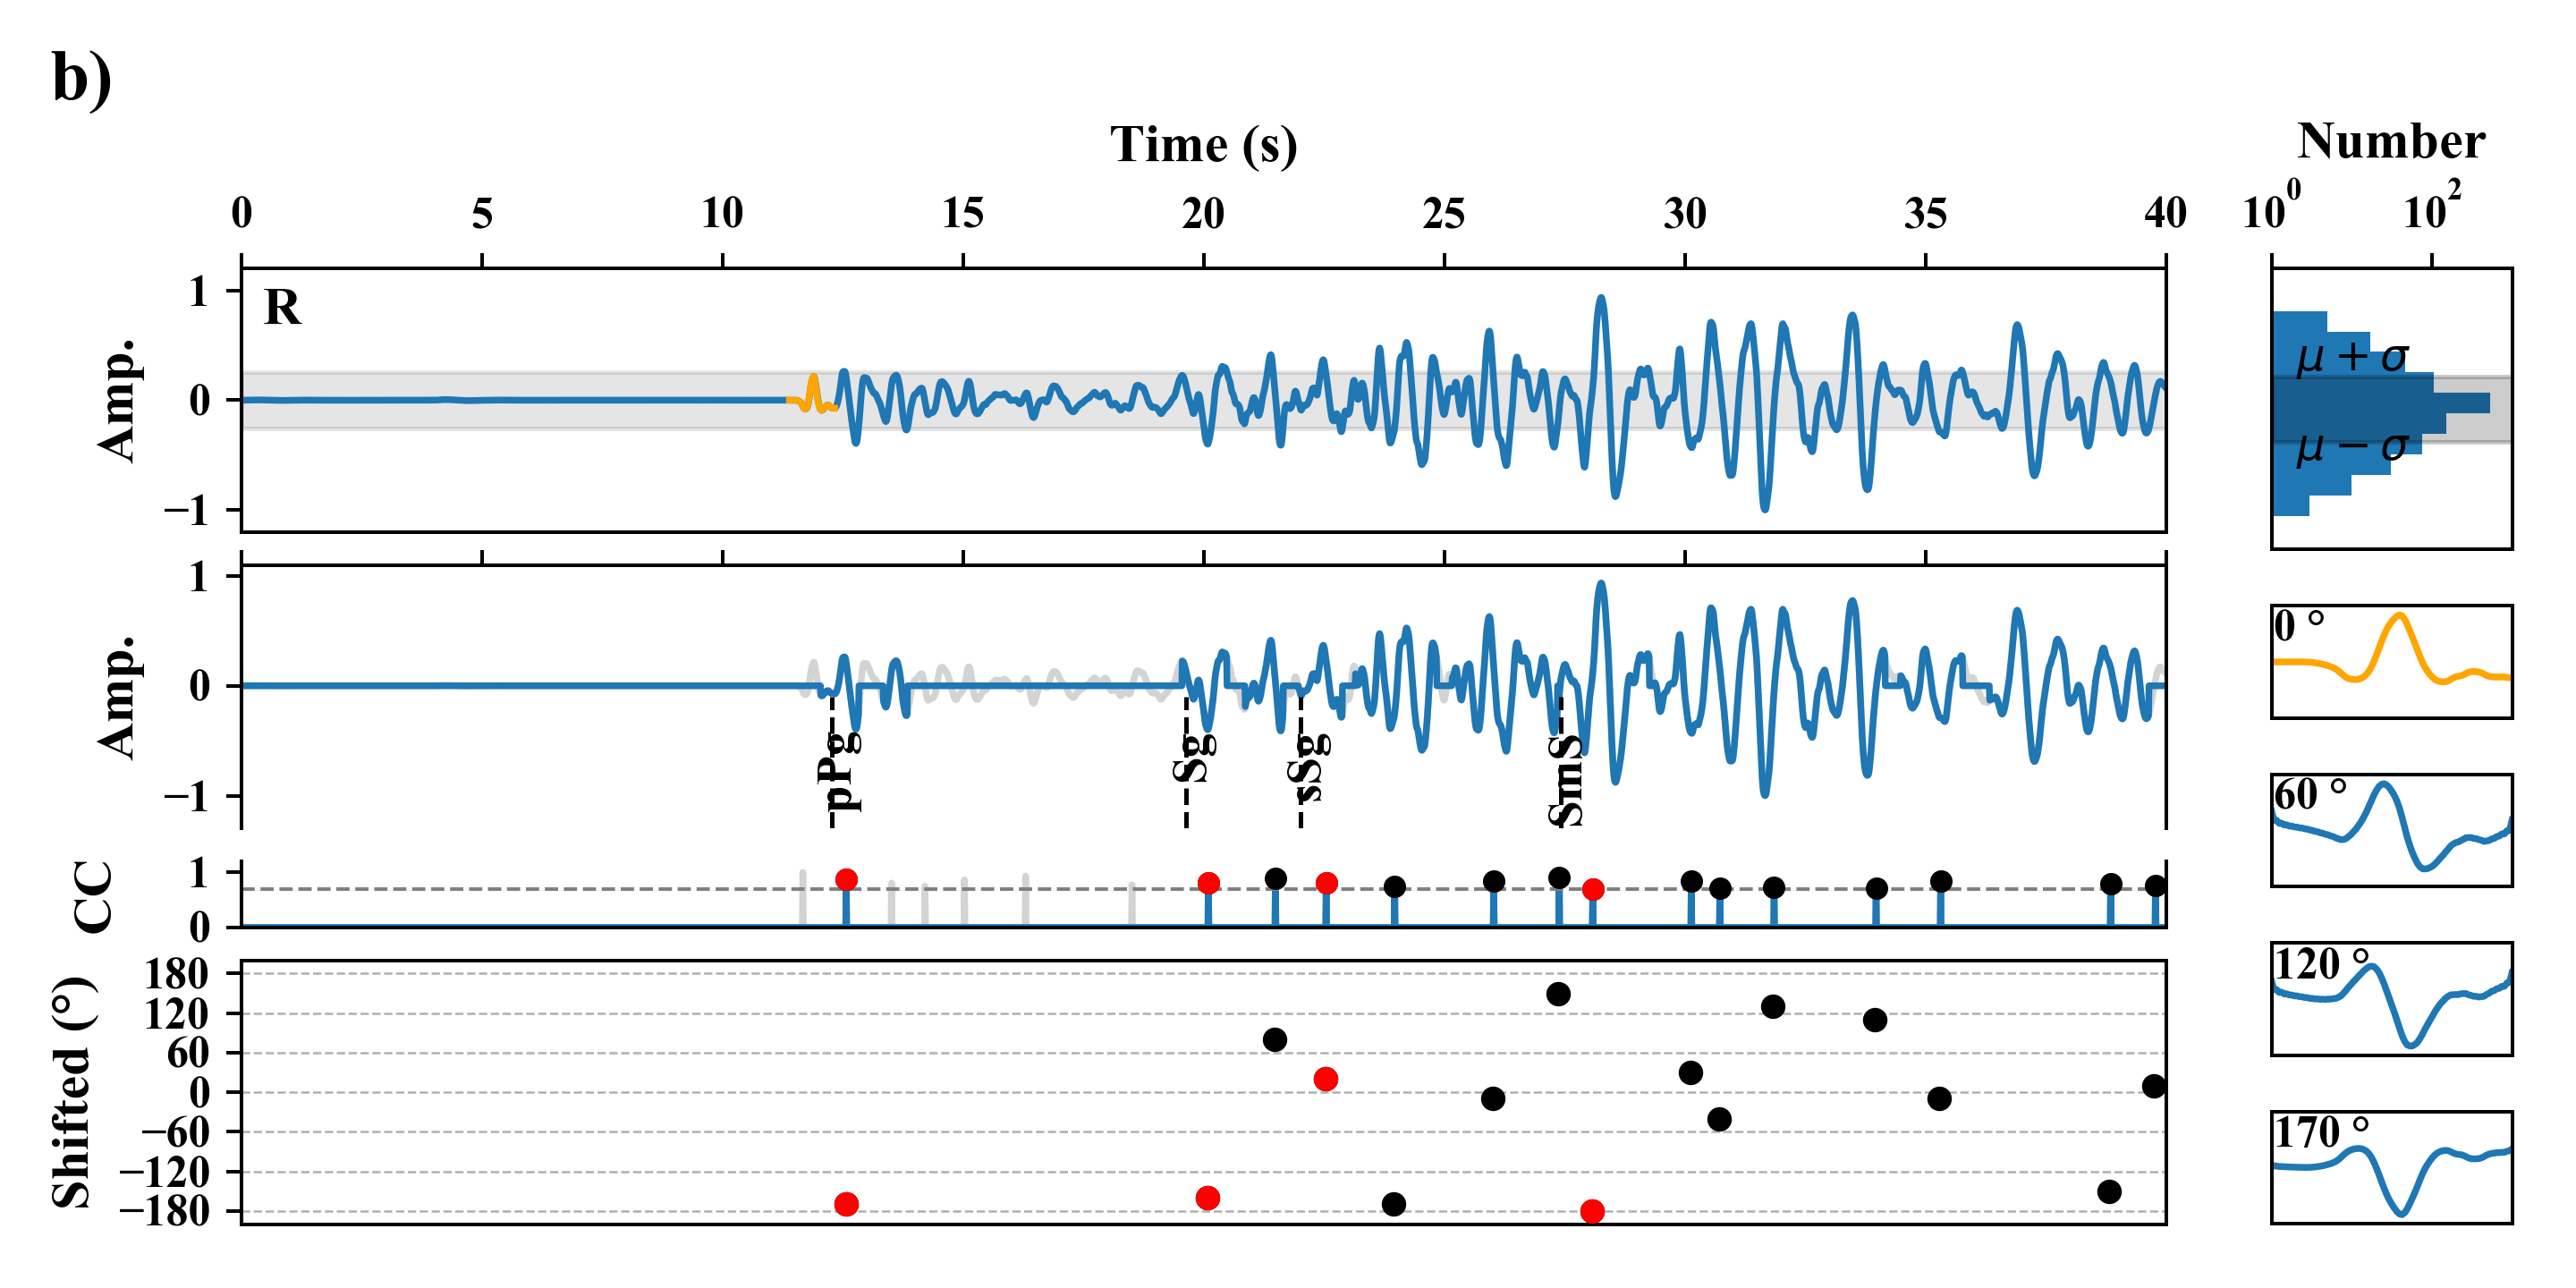 b)
Time (s)
Number
0 5 10 15 20 25 30 35 40
10^0 10^2
Amp.
1
0
−1
R
μ + σ
μ − σ
Amp.
1
0
−1
pPg
Sg
sSg
SmS
0 °
60 °
120 °
170 °
CC
1
0
Shifted (°)
180
120
60
0
−60
−120
−180